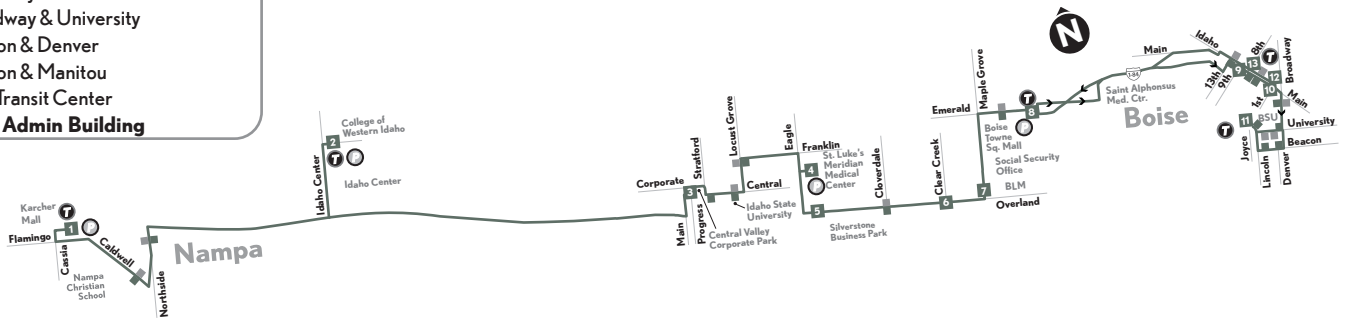 dway & University
on & Denver
on & Manitou
Transit Center
Admin Building
N
Karcher
Mall
T
P
1
Flamingo
Cassia
Caldwell
Nampa
Christian
School
Northside
Nampa
Idaho Center
2
College of
Western Idaho
T
P
Idaho Center
Corporate
3
Stratford
Main
Progress
Central Valley
Corporate Park
Locust Grove
Central
Idaho State
University
Eagle
Franklin
4
St. Luke's
Meridian
Medical
Center
P
5
Silverstone
Business Park
Cloverdale
Clear Creek
6
7
BLM
Overland
Maple Grove
Emerald
T
8
P
Boise
Towne
Sq. Mall
Social Security
Office
I-84
Saint Alphonsus
Med. Ctr.
Boise
Main
Idaho
13th
9th
9
8th
13
T
12
10
Broadway
1st
Main
T
11
BSU
University
Beacon
Joyce
Lincoln
Denver